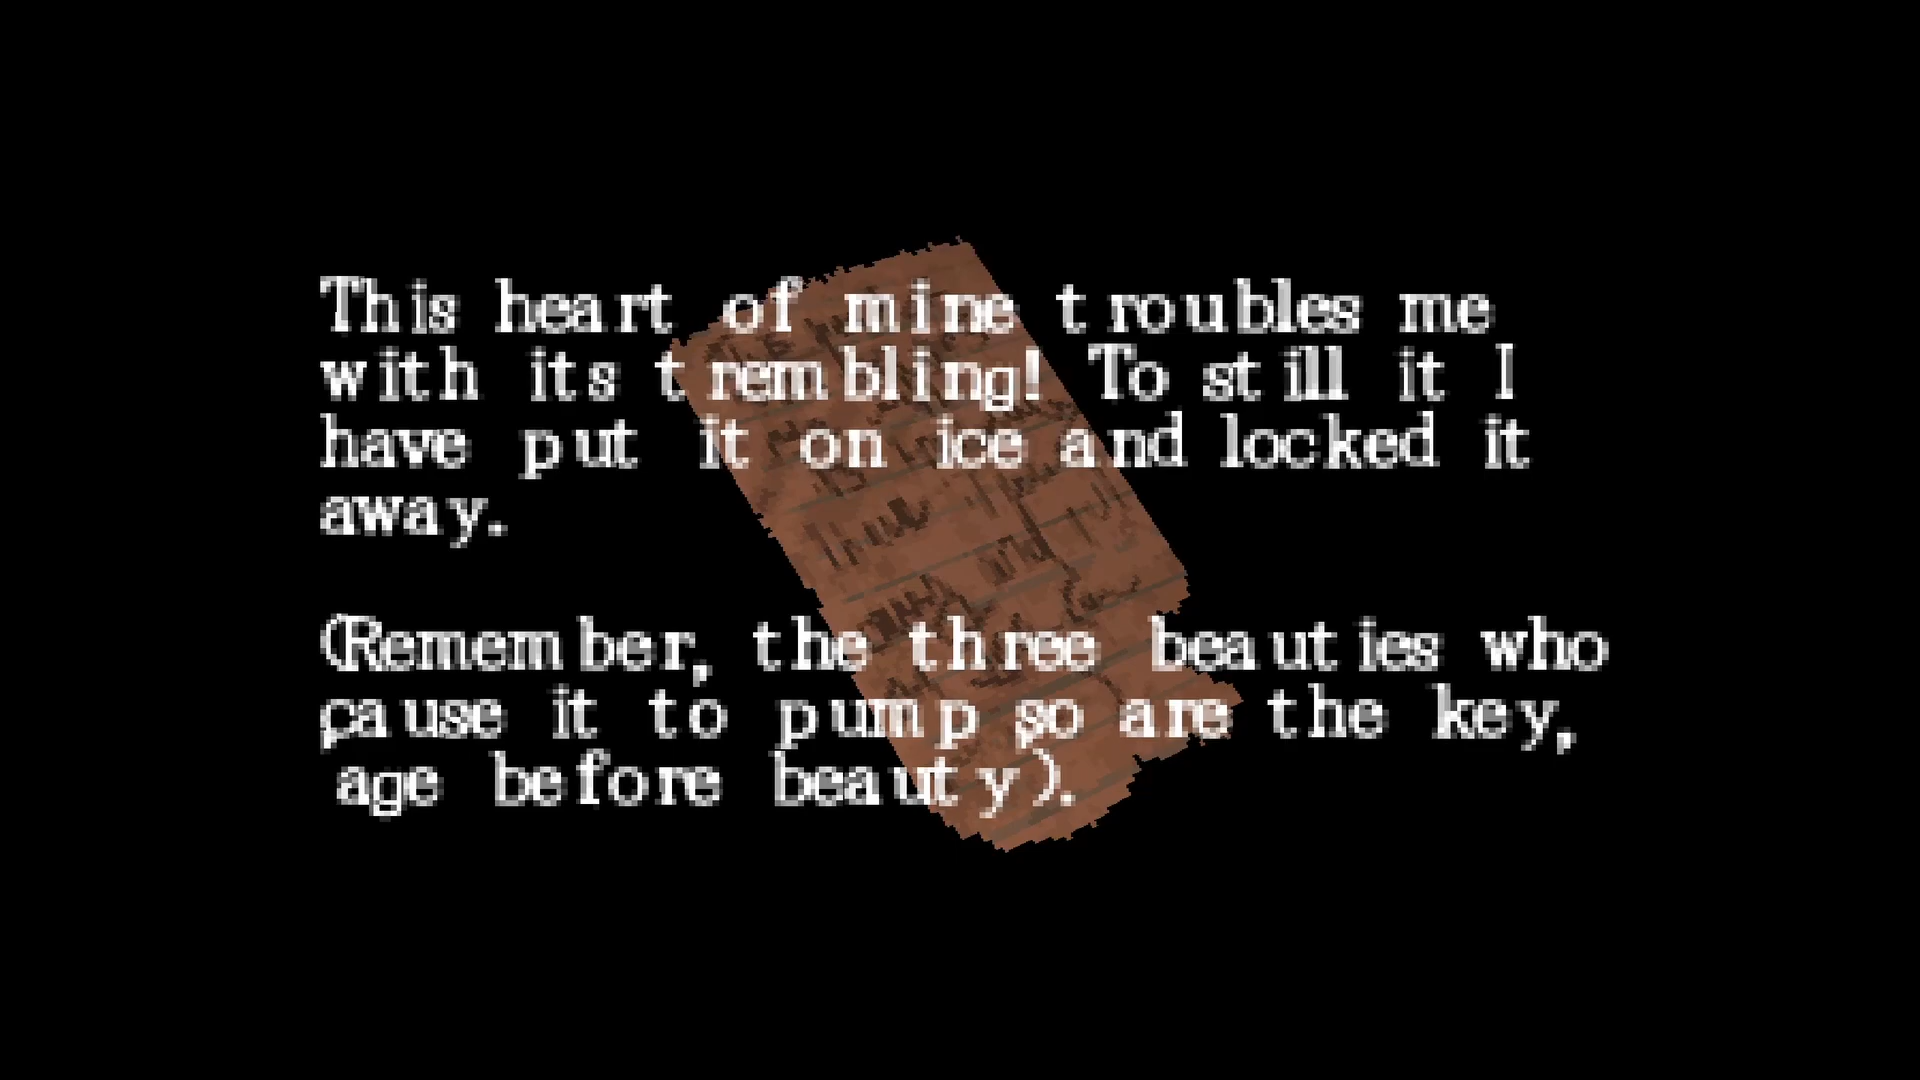 This heart of mine troubles me
with its trembling! To still it I
have put it on ice and locked it
away.
(Remember, the three beauties who
cause it to pump so are the key,
age before beauty).